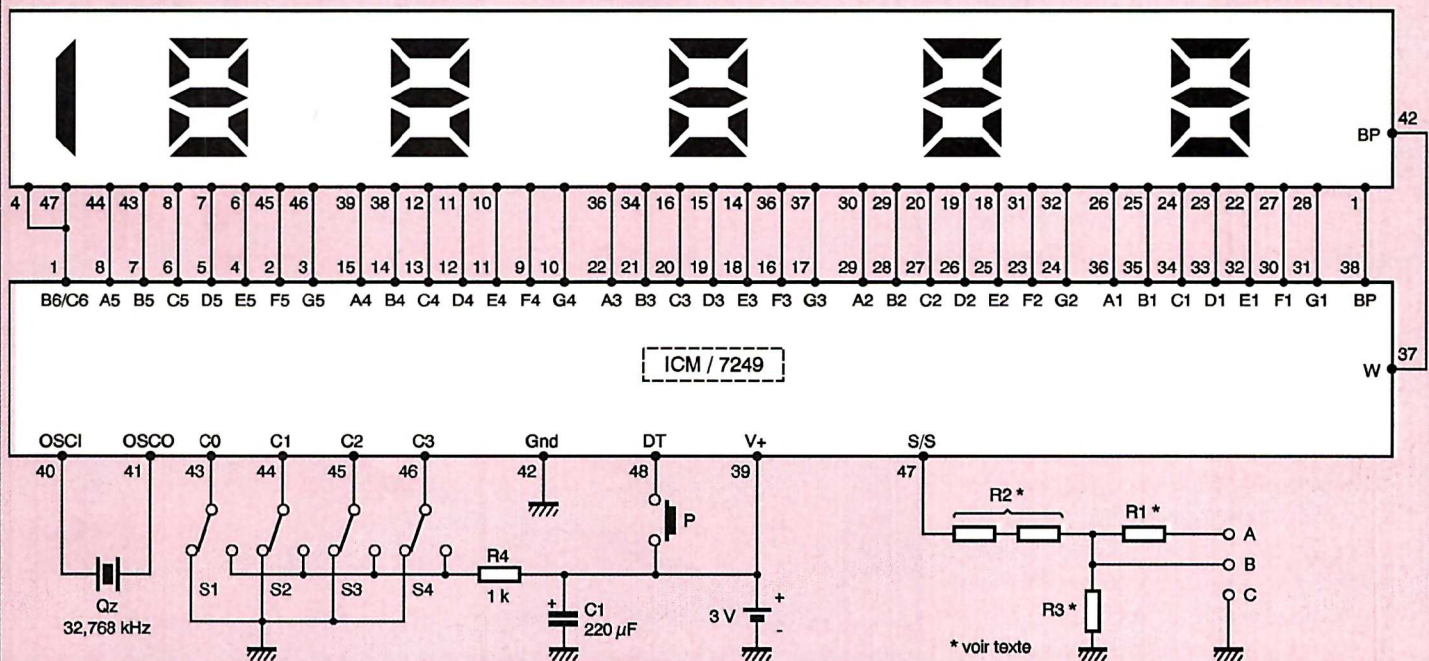 42
BP
4 47 44 43 8 7 6 45 46 39 38 12 11 10 36 34 16 15 14 36 37 30 29 20 19 18 31 32 26 25 24 23 22 27 28 1
1 8 7 6 5 4 2 3 15 14 13 12 11 9 10 22 21 20 19 18 16 17 29 28 27 26 25 23 24 36 35 34 33 32 30 31 38
B6/C6 A5 B5 C5 D5 E5 F5 G5 A4 B4 C4 D4 E4 F4 G4 A3 B3 C3 D3 E3 F3 G3 A2 B2 C2 D2 E2 F2 G2 A1 B1 C1 D1 E1 F1 G1 BP
ICM / 7249
37
W
OSCI OSCO C0 C1 C2 C3 Gnd DT V+ S/S
40 41 43 44 45 46 42 48 39 47
P
R2 * R1 * A
B
C
Qz
32,768 kHz
S1 S2 S3 S4
R4
1 k
+ C1
220 µF
3 V + -
R3 *
* voir texte